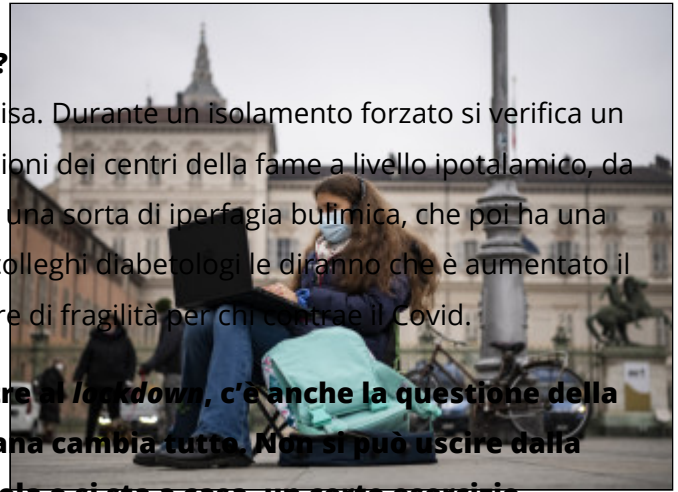 ?
isa. Durante un isolamento forzato si verifica un
ioni dei centri della fame a livello ipotalamico, da
una sorta di iperfagia bulimica, che poi ha una
colleghi diabetologi le diranno che è aumentato il
re di fragilità per chi contrae il Covid.
tre al lockdown, c’è anche la questione della
ana cambia tutto. Non si può uscire dalla